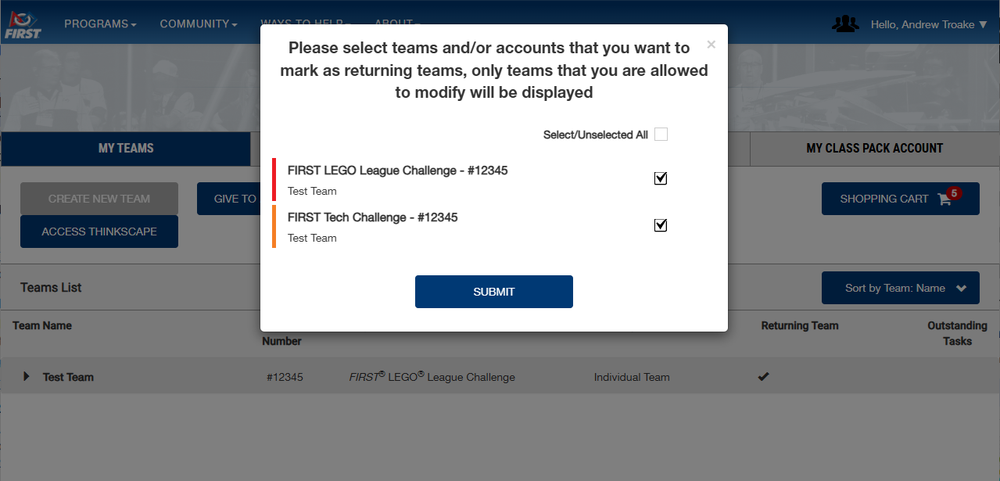 FIRST
PROGRAMS COMMUNITY WAYS TO HELP ABOUT
Hello, Andrew Troake
Please select teams and/or accounts that you want to
mark as returning teams, only teams that you are allowed
to modify will be displayed
×
Select/Unselected All
FIRST LEGO League Challenge - #12345
Test Team
FIRST Tech Challenge - #12345
Test Team
SUBMIT
MY TEAMS
MY CLASS PACK ACCOUNT
CREATE NEW TEAM
GIVE TO
SHOPPING CART 5
ACCESS THINKSCAPE
Teams List
Sort by Team: Name
Team Name
Number
Returning Team
Outstanding
Tasks
Test Team #12345 FIRST® LEGO® League Challenge Individual Team